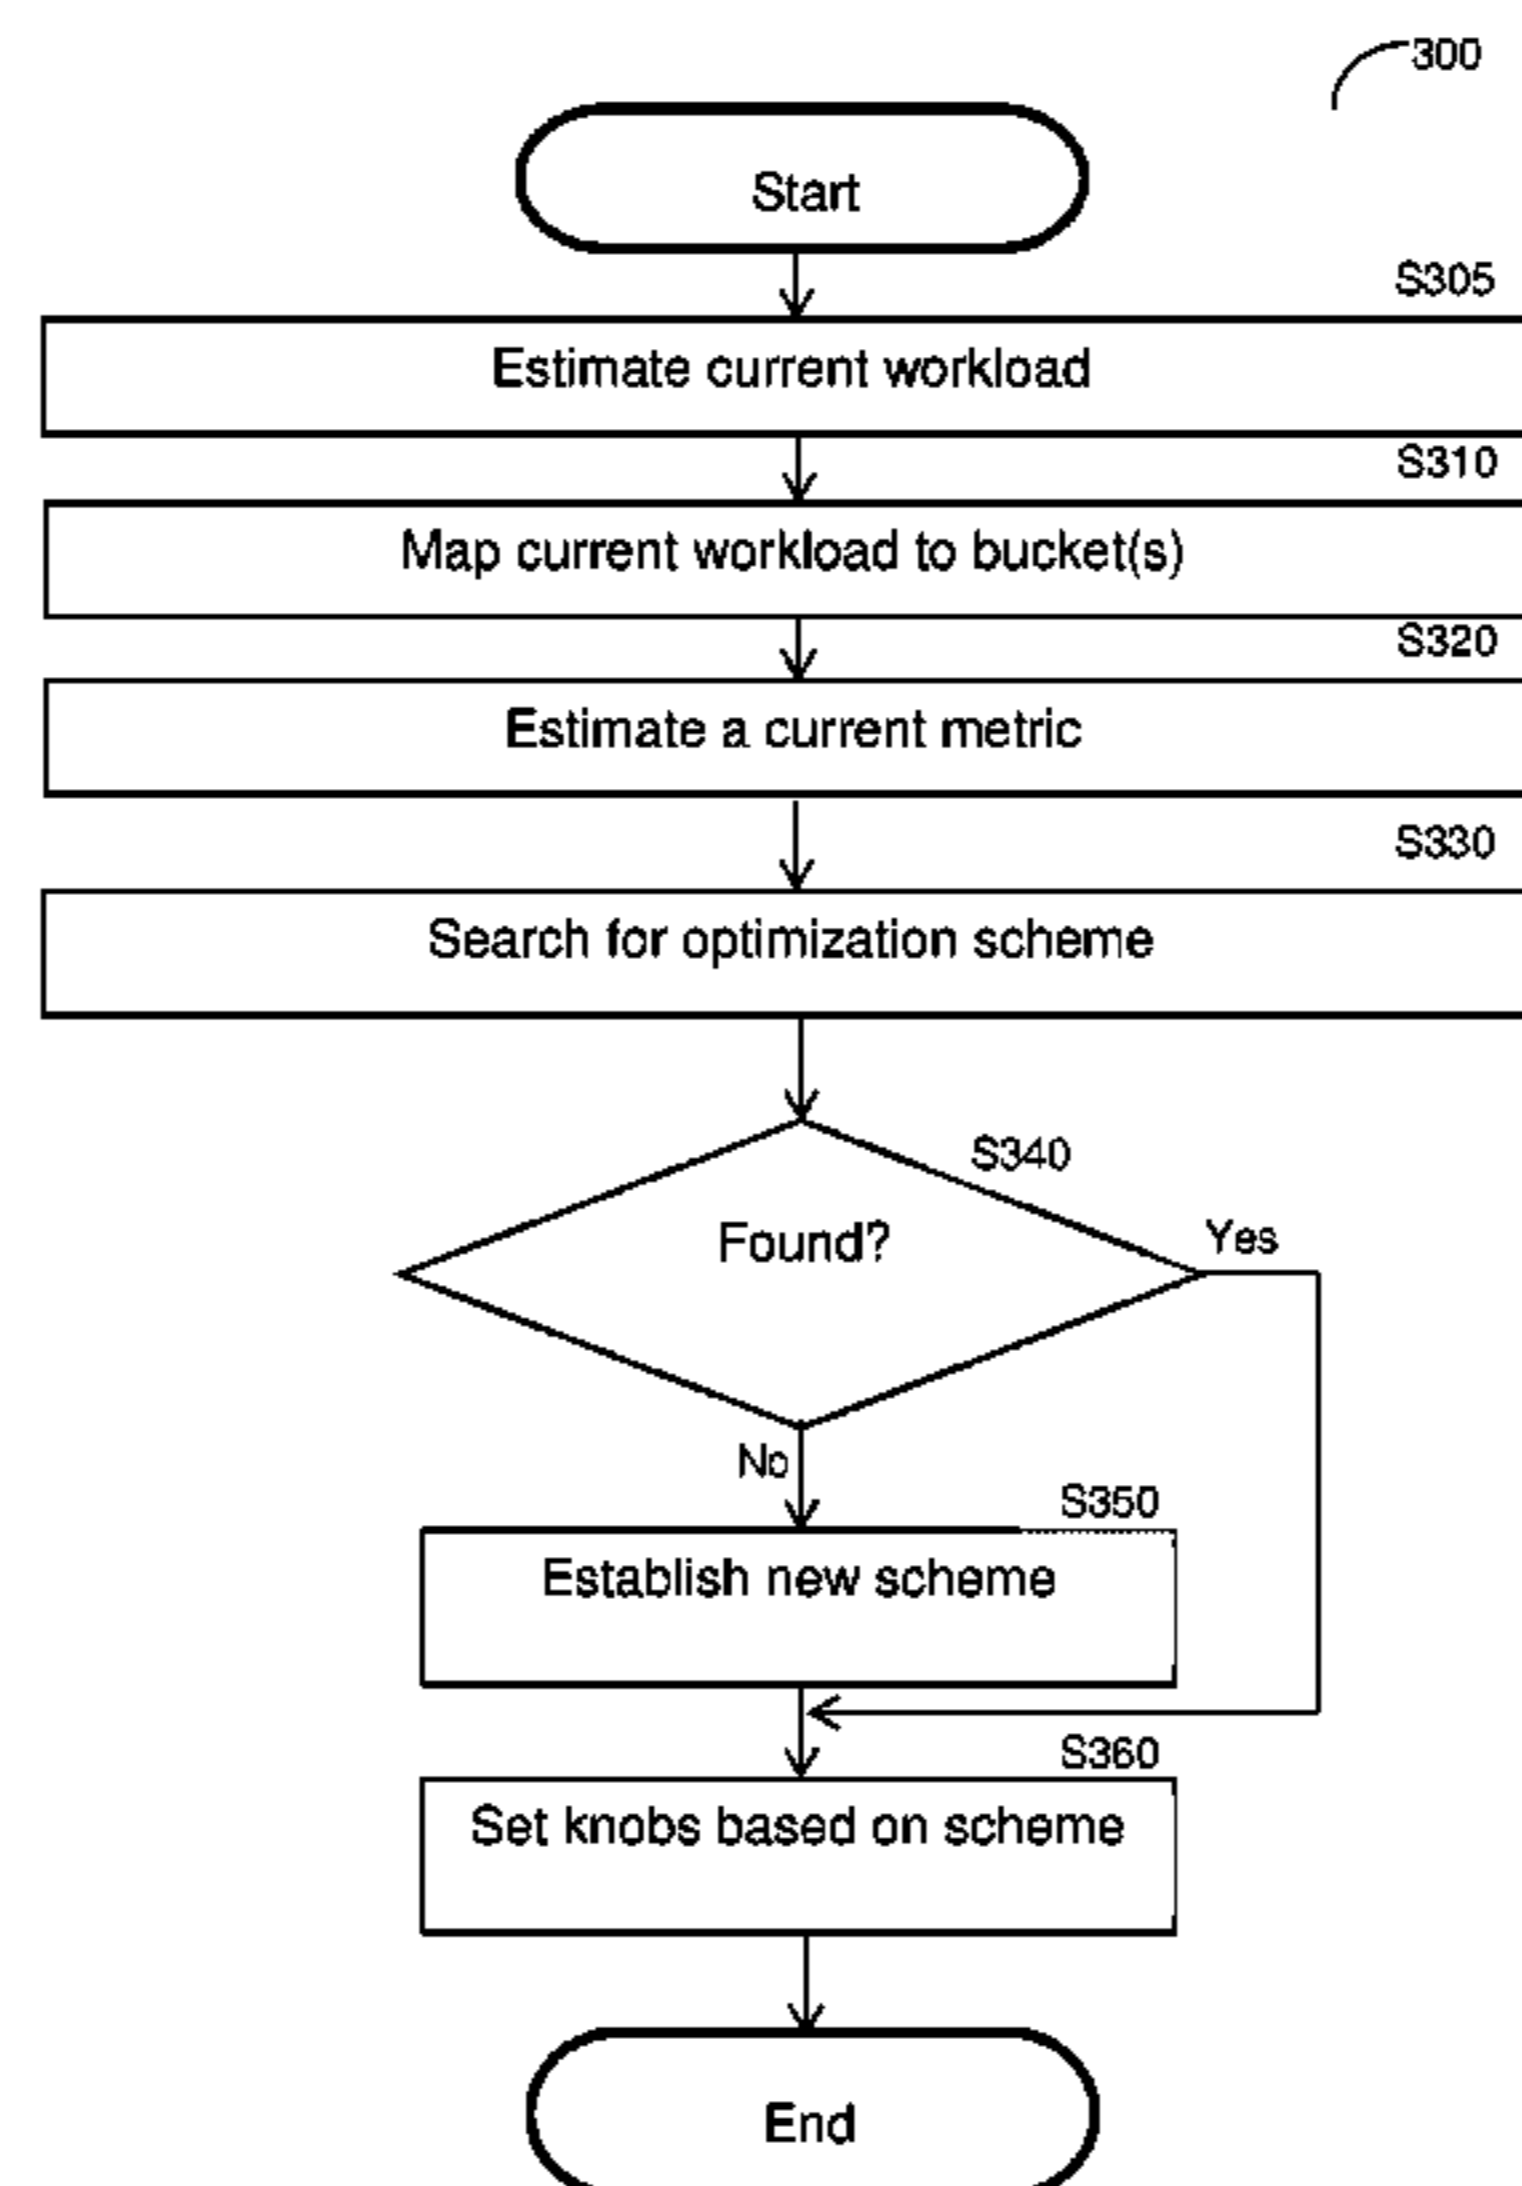 300
Start
S305
Estimate current workload
S310
Map current workload to bucket(s)
S320
Estimate a current metric
S330
Search for optimization scheme
S340
Found?
Yes
No
S350
Establish new scheme
S360
Set knobs based on scheme
End